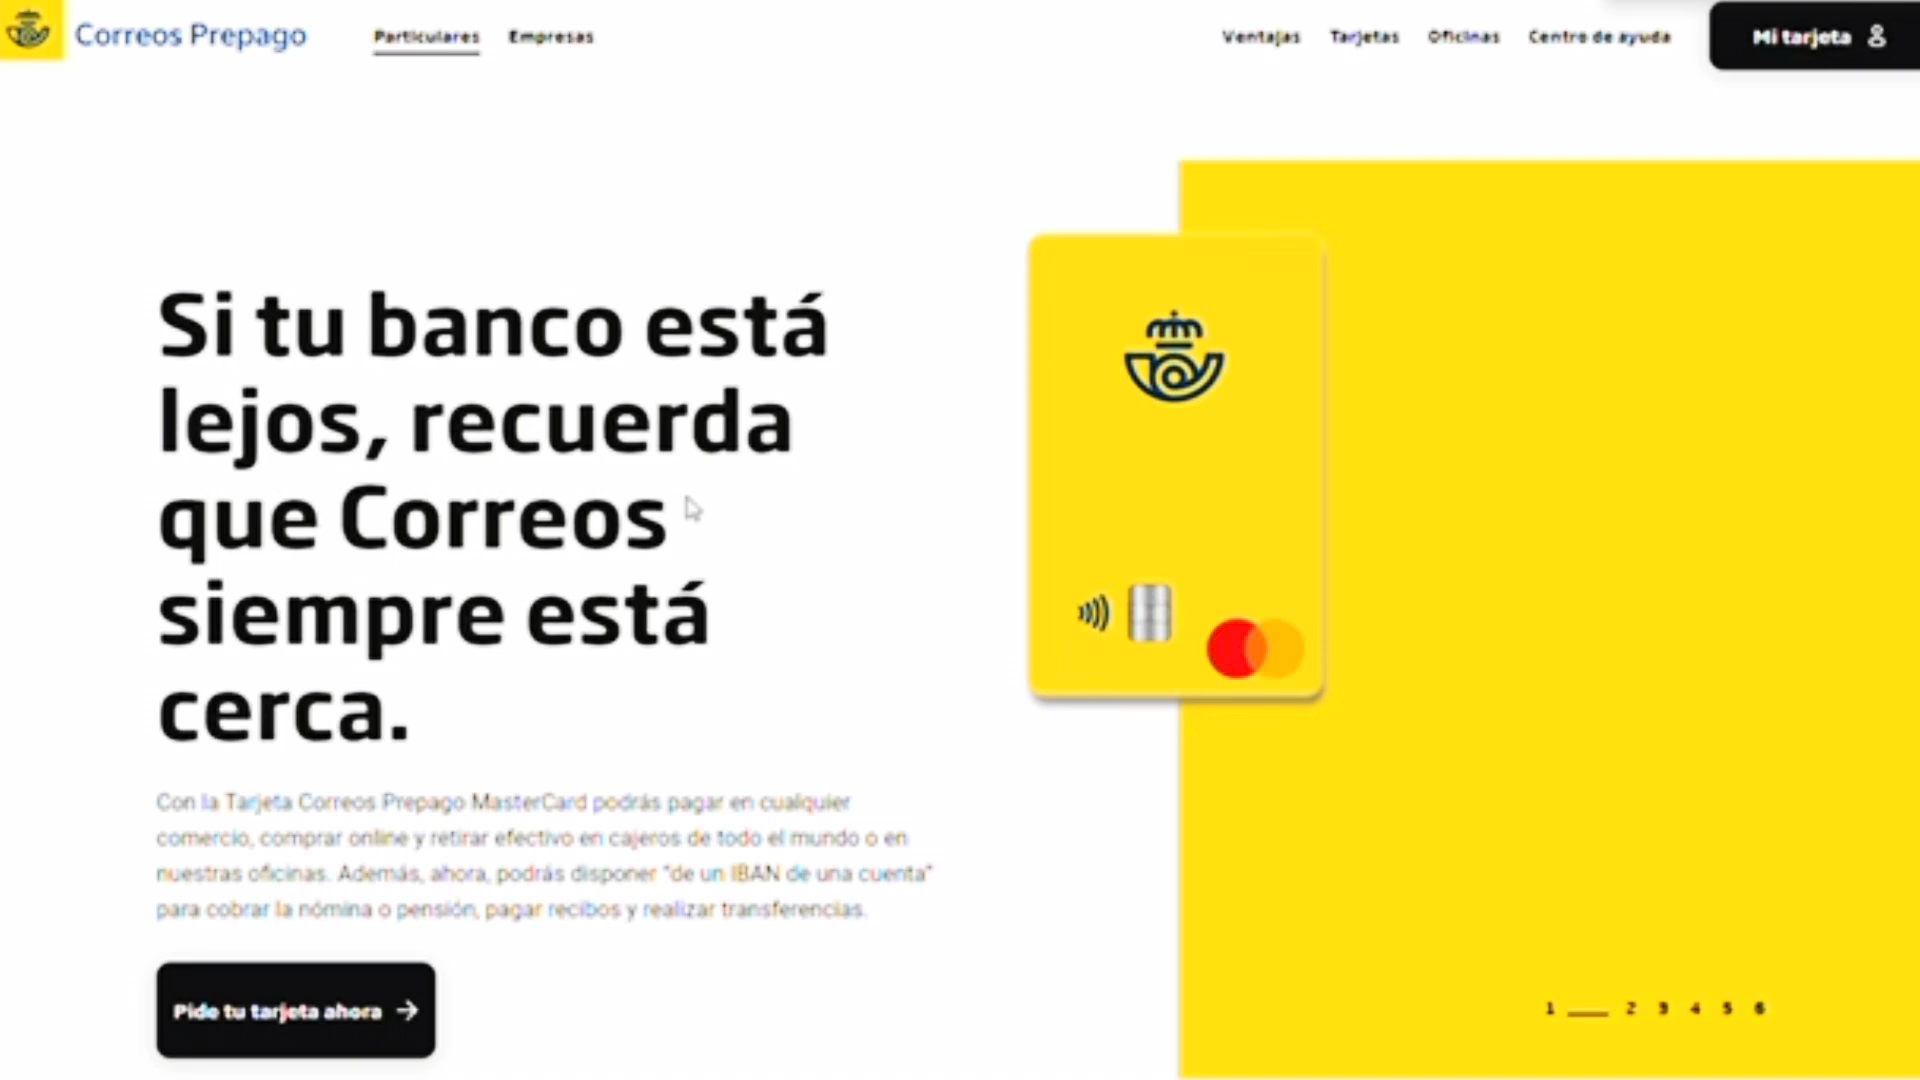 Correos Prepago
Particulares
Empresas
Ventajas
Tarjetas
Oficinas
Centro de ayuda
Mi tarjeta
Si tu banco está
lejos, recuerda
que Correos
siempre está
cerca.
Con la Tarjeta Correos Prepago MasterCard podrás pagar en cualquier
comercio, comprar online y retirar efectivo en cajeros de todo el mundo o en
nuestras oficinas. Además, ahora, podrás disponer "de un IBAN de una cuenta"
para cobrar la nómina o pensión, pagar recibos y realizar transferencias.
Pide tu tarjeta ahora
1 2 3 4 5 6